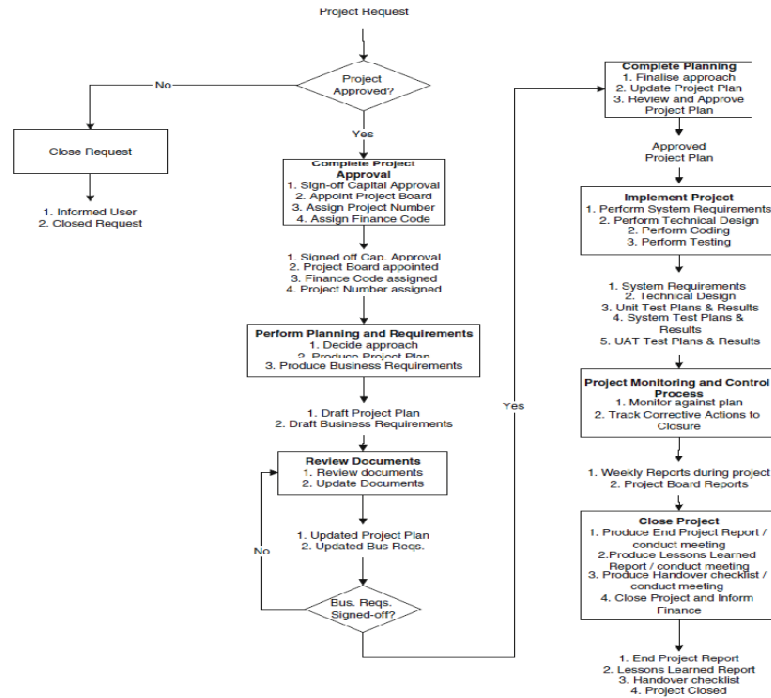 Project Request
Project
Approved?
No
Yes
Close Request
1. Informed User
2. Closed Request
Complete Project
Approval
1. Sign-off Capital Approval
2. Appoint Project Board
3. Assign Project Number
4. Assign Finance Code
1. Signed off Cap. Approval
2. Project Board appointed
3. Finance Code assigned
4. Project Number assigned
Perform Planning and Requirements
1. Decide approach
2. Produce Project Plan
3. Produce Business Requirements
1. Draft Project Plan
2. Draft Business Requirements
Review Documents
1. Review documents
2. Update Documents
1. Updated Project Plan
2. Updated Bus Reqs.
No
Bus. Reqs.
Signed-off?
Yes
Complete Planning
1. Finalise approach
2. Update Project Plan
3. Review and Approve
Project Plan
Approved
Project Plan
Implement Project
1. Perform System Requirements
2. Perform Technical Design
2. Perform Coding
3. Perform Testing
1. System Requirements
2. Technical Design
3. Unit Test Plans & Results
4. System Test Plans &
Results
5. UAT Test Plans & Results
Project Monitoring and Control
Process
1. Monitor against plan
2. Track Corrective Actions to
Closure
1. Weekly Reports during project
2. Project Board Reports
Close Project
1. Produce End Project Report /
conduct meeting
2.Produce Lessons Learned
Report / conduct meeting
3. Produce Handover checklist /
conduct meeting
4. Close Project and Inform
Finance
1. End Project Report
2. Lessons Learned Report
3. Handover checklist
4. Project Closed